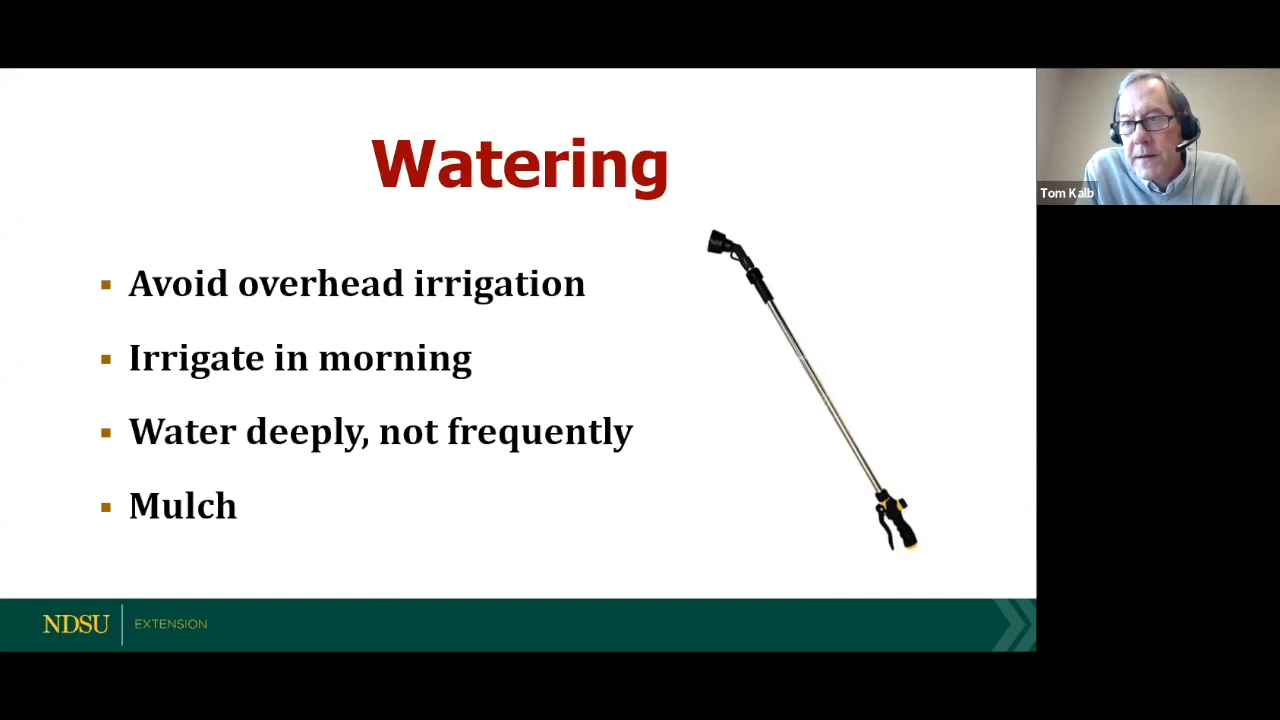 Watering
Avoid overhead irrigation
Irrigate in morning
Water deeply, not frequently
Mulch
NDSU EXTENSION
Tom Kalb